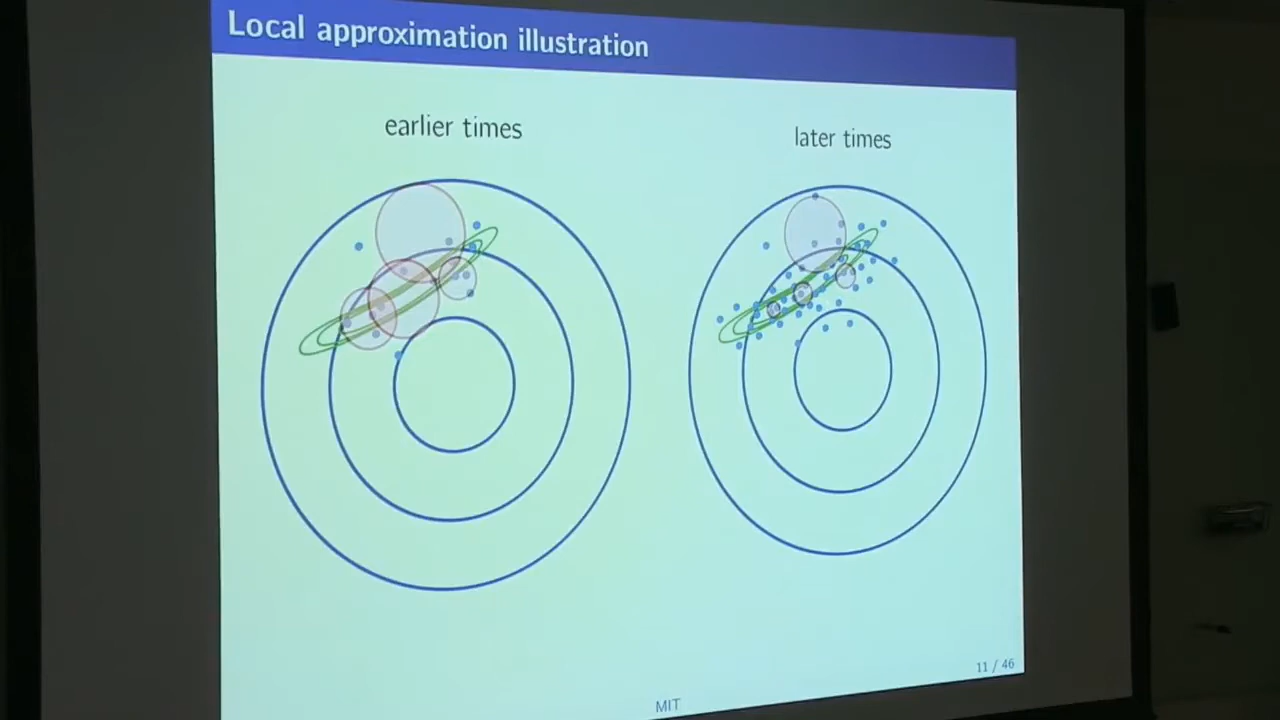 Local approximation illustration
earlier times
later times
11 / 46
MIT